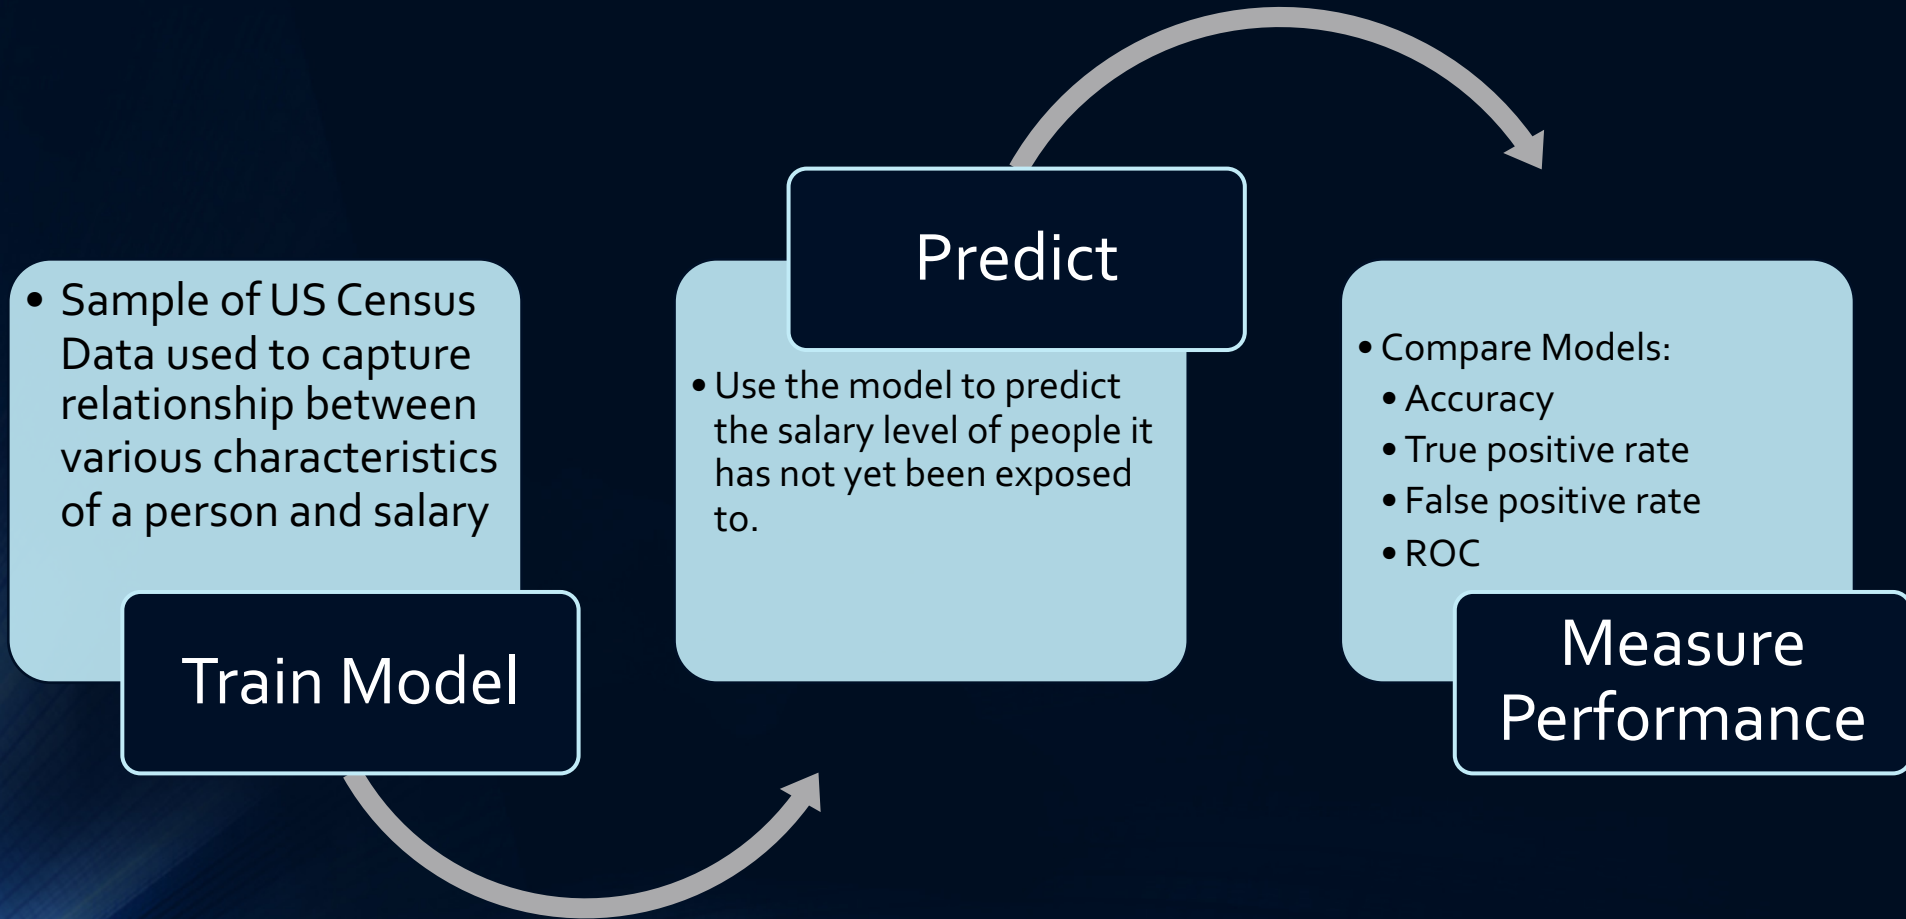 • Sample of US Census
Data used to capture
relationship between
various characteristics
of a person and salary
Train Model
Predict
• Use the model to predict
the salary level of people it
has not yet been exposed
to.
• Compare Models:
• Accuracy
• True positive rate
• False positive rate
• ROC
Measure
Performance